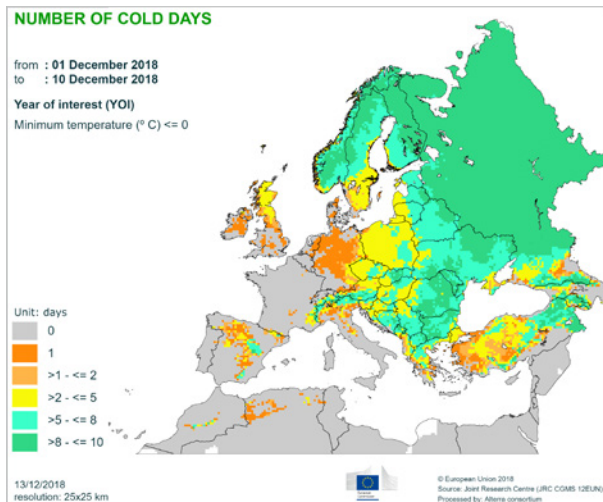 NUMBER OF COLD DAYS
from : 01 December 2018
to : 10 December 2018
Year of interest (YOI)
Minimum temperature (º C) <= 0
Unit: days
0
1
>1 - <= 2
>2 - <= 5
>5 - <= 8
>8 - <= 10
13/12/2018
resolution: 25x25 km
© European Union 2018
Source: Joint Research Centre (JRC CGMS 12EUN)
Processed by: Alterra consortium